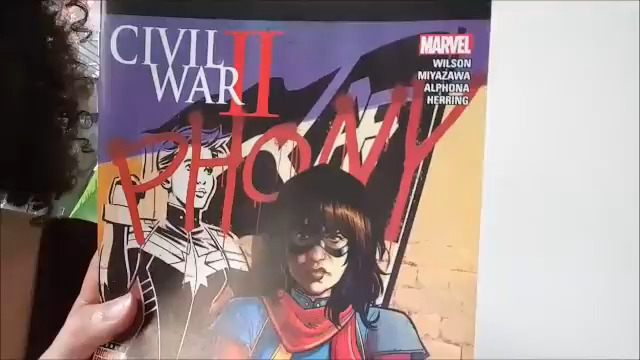 CIVIL
WAR II
MARVEL
WILSON
MIYAZAWA
ALPHONA
HERRING
PHONY